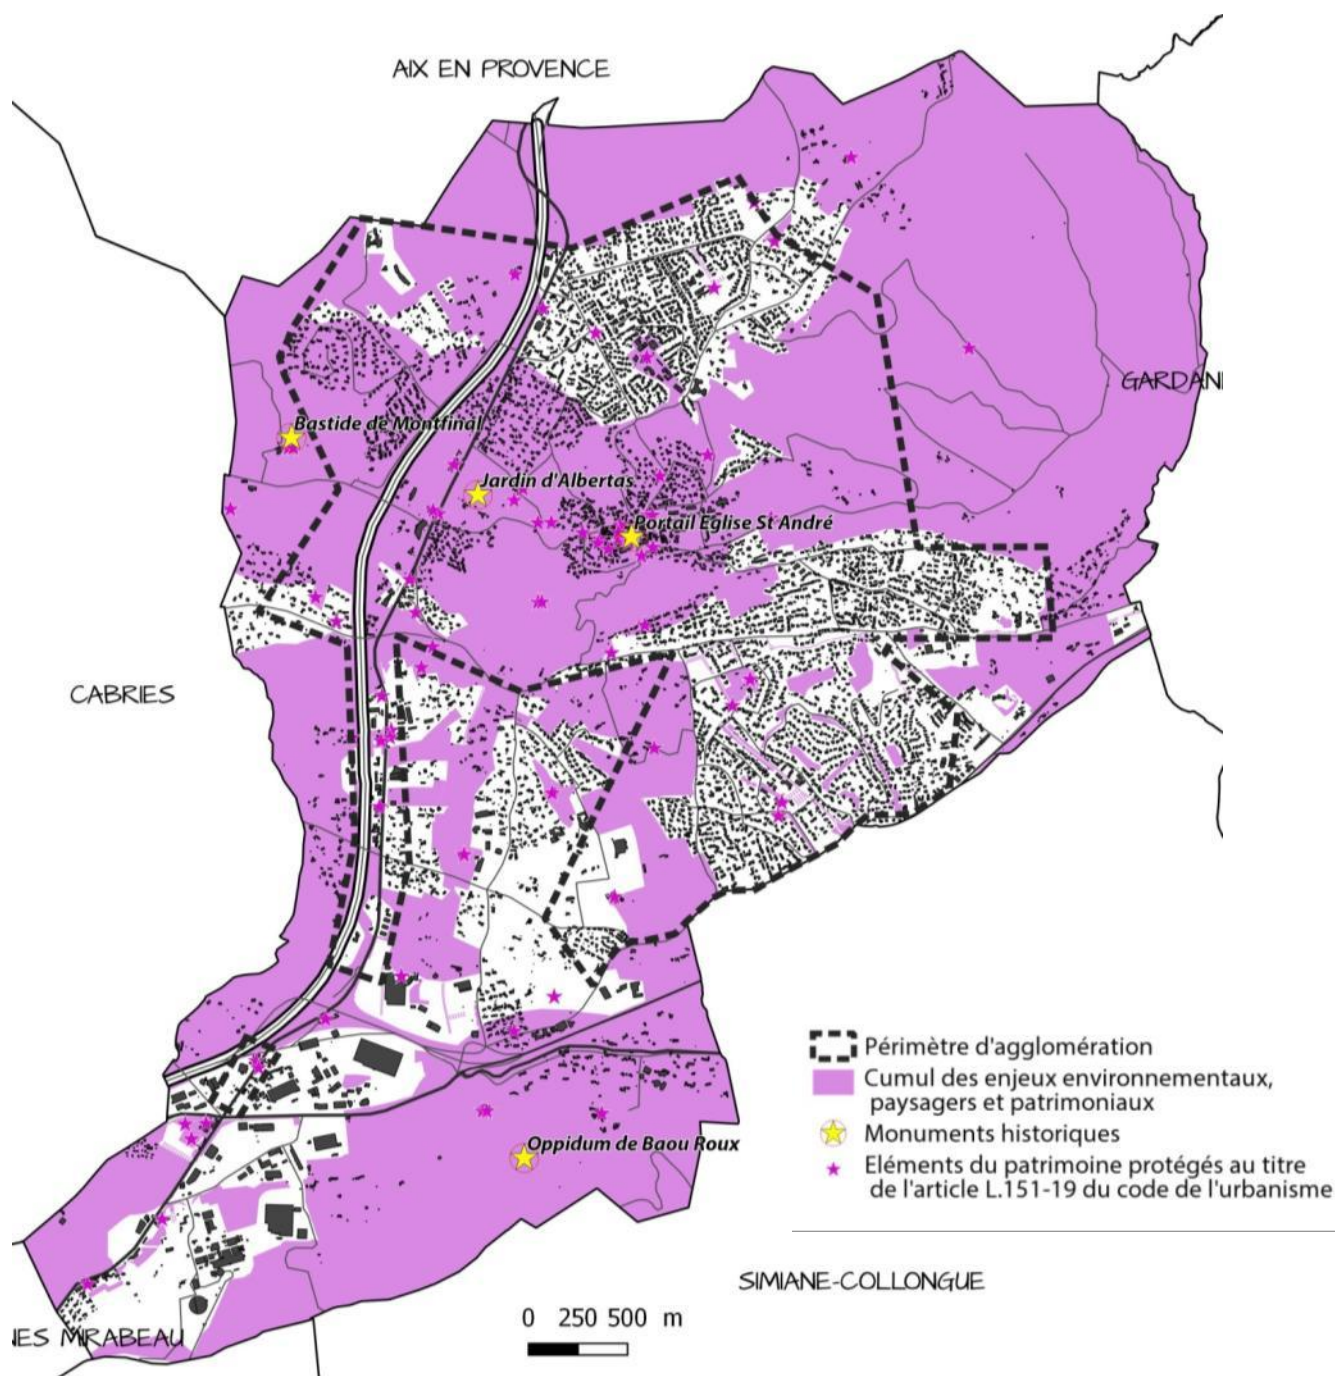 AIX EN PROVENCE
GARDAN
Bastide de Montfinal
Jardin d'Albertas
Portail Eglise St André
CABRIES
Périmètre d'agglomération
Cumul des enjeux environnementaux,
paysagers et patrimoniaux
Monuments historiques
Oppidum de Baou Roux
Eléments du patrimoine protégés au titre
de l'article L.151-19 du code de l'urbanisme
SIMIANE-COLLONGUE
0 250 500 m
NES MIRABEAU